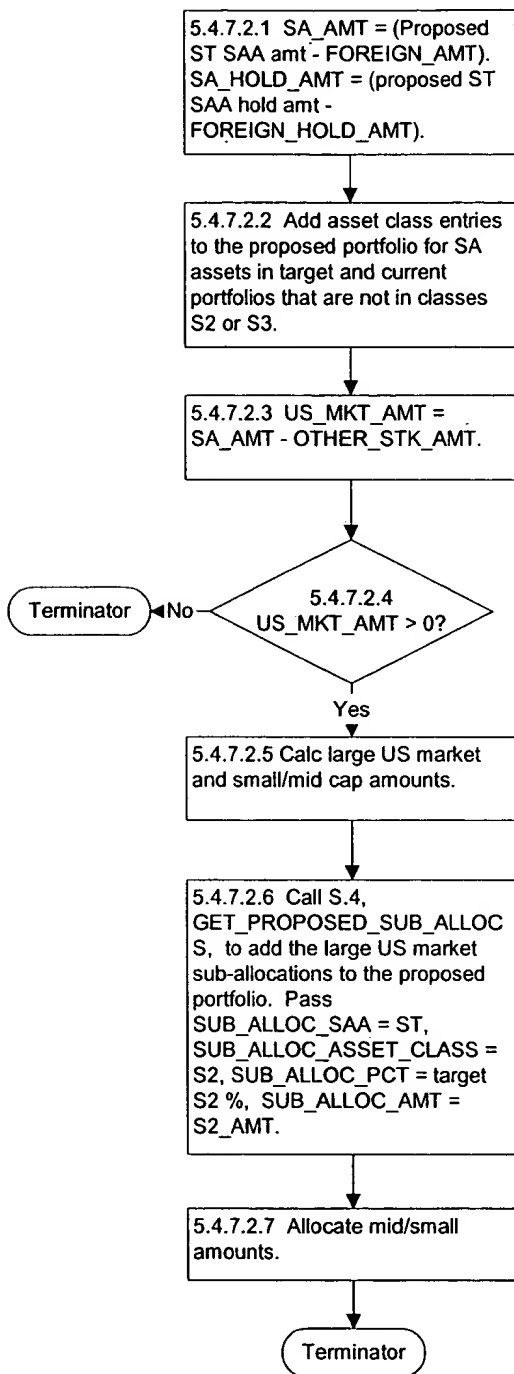 5.4.7.2.1 SA_AMT = (Proposed
ST SAA amt - FOREIGN_AMT).
SA_HOLD_AMT = (proposed ST
SAA hold amt -
FOREIGN_HOLD_AMT).
5.4.7.2.2 Add asset class entries
to the proposed portfolio for SA
assets in target and current
portfolios that are not in classes
S2 or S3.
5.4.7.2.3 US_MKT_AMT =
SA_AMT - OTHER_STK_AMT.
5.4.7.2.4
US_MKT_AMT > 0?
No
Terminator
Yes
5.4.7.2.5 Calc large US market
and small/mid cap amounts.
5.4.7.2.6 Call S.4,
GET_PROPOSED_SUB_ALLOC
S, to add the large US market
sub-allocations to the proposed
portfolio. Pass
SUB_ALLOC_SAA = ST,
SUB_ALLOC_ASSET_CLASS =
S2, SUB_ALLOC_PCT = target
S2 %, SUB_ALLOC_AMT =
S2_AMT.
5.4.7.2.7 Allocate mid/small
amounts.
Terminator